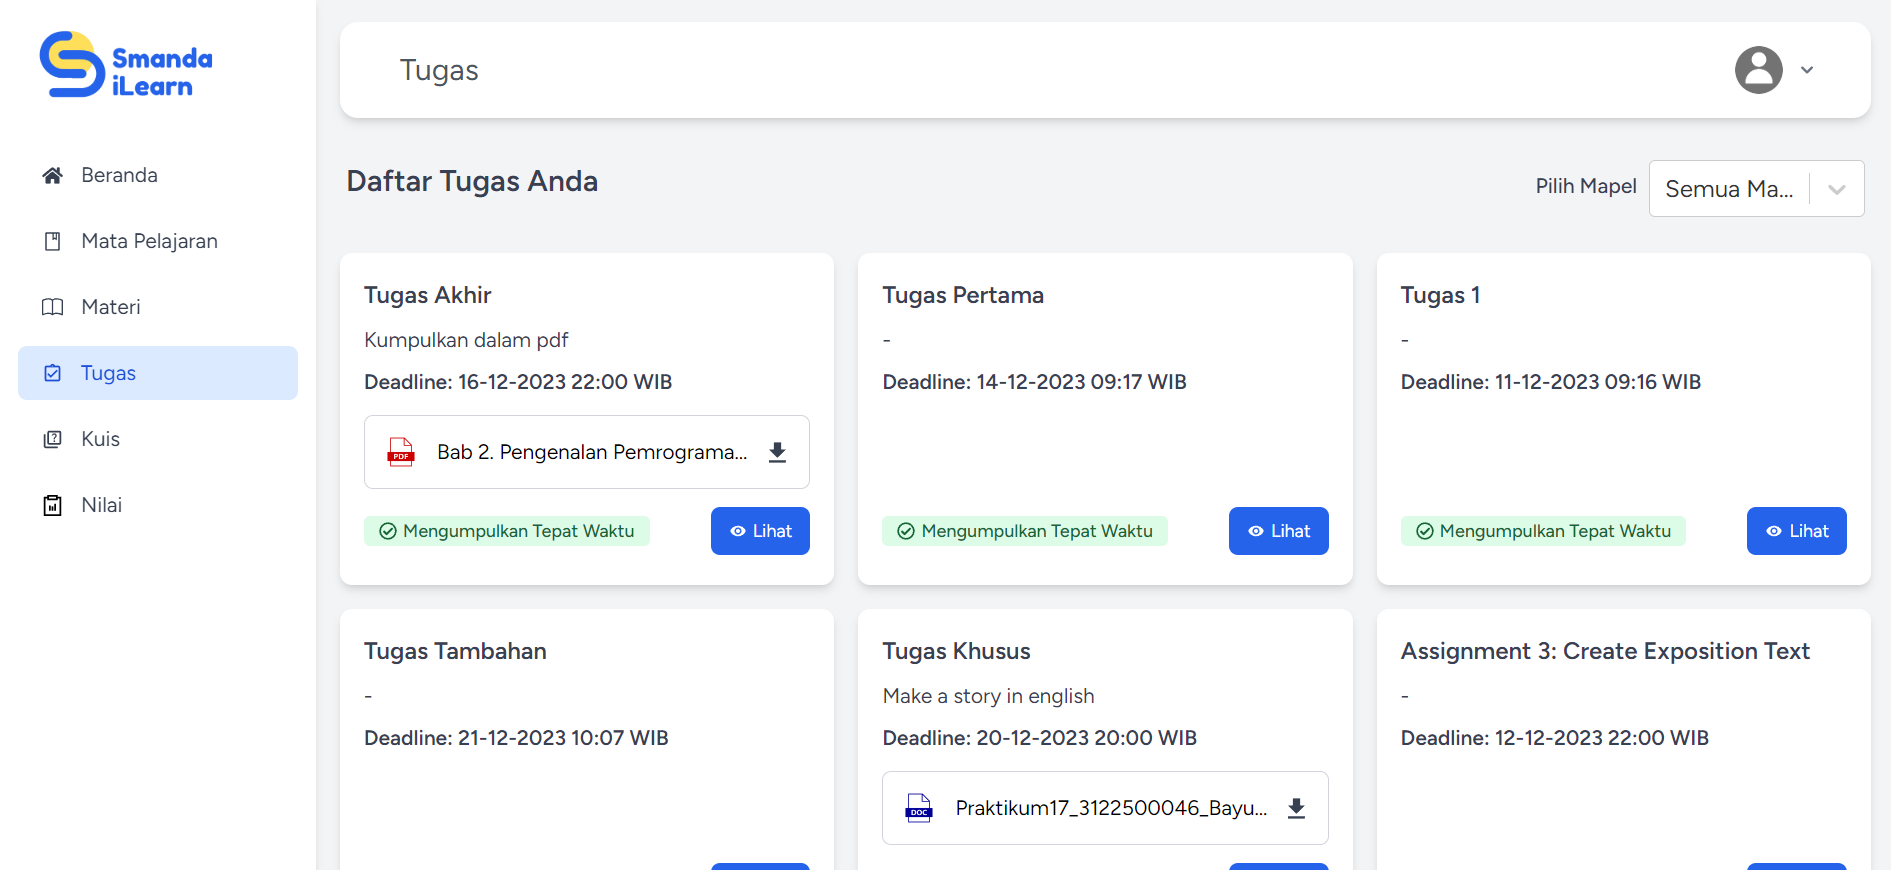 Smanda
iLearn
Beranda
Mata Pelajaran
Materi
Tugas
Kuis
Nilai
Tugas
Daftar Tugas Anda
Pilih Mapel
Semua Ma...
Tugas Akhir
Kumpulkan dalam pdf
Deadline: 16-12-2023 22:00 WIB
PDF
Bab 2. Pengenalan Pemrograma...
Mengumpulkan Tepat Waktu
Lihat
Tugas Pertama
-
Deadline: 14-12-2023 09:17 WIB
Mengumpulkan Tepat Waktu
Lihat
Tugas 1
-
Deadline: 11-12-2023 09:16 WIB
Mengumpulkan Tepat Waktu
Lihat
Tugas Tambahan
-
Deadline: 21-12-2023 10:07 WIB
Tugas Khusus
Make a story in english
Deadline: 20-12-2023 20:00 WIB
DOC
Praktikum17_3122500046_Bayu...
Assignment 3: Create Exposition Text
-
Deadline: 12-12-2023 22:00 WIB